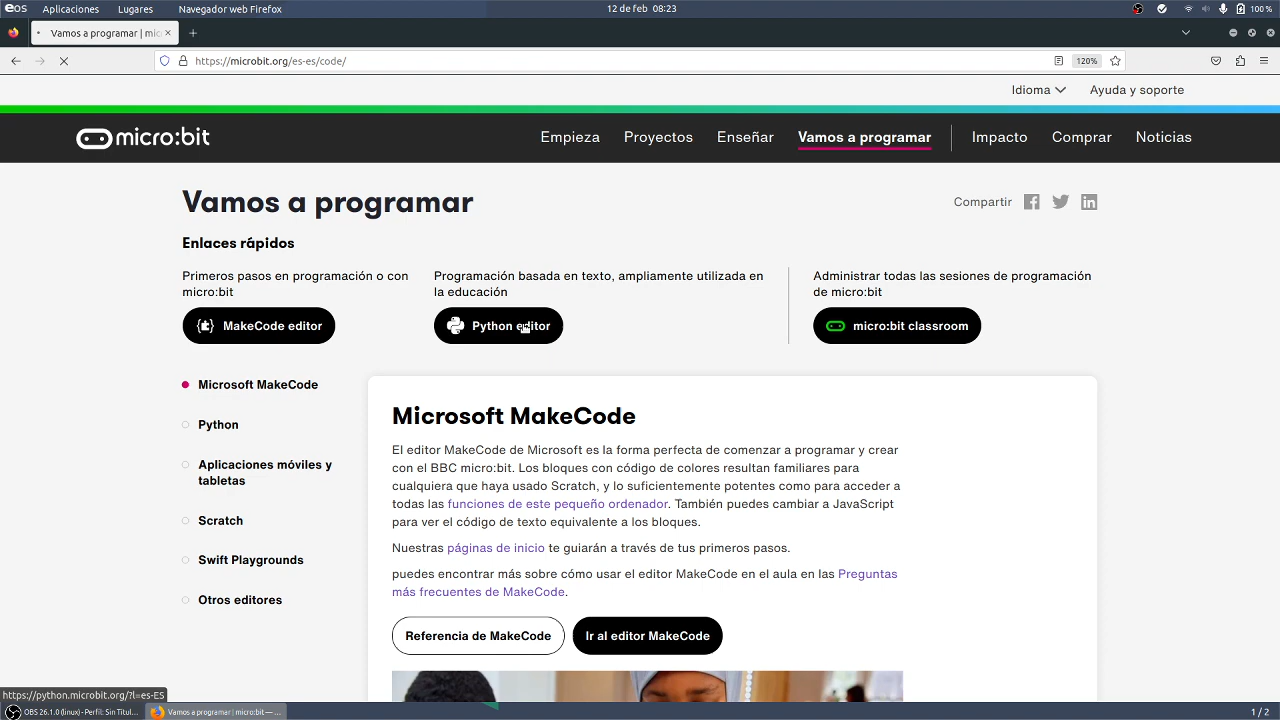 eos Aplicaciones Lugares Navegador web Firefox 12 de feb 08:23 100 %
Vamos a programar | mic
https://microbit.org/es-es/code/ 120%
Idioma Ayuda y soporte
micro:bit Empieza Proyectos Enseñar Vamos a programar Impacto Comprar Noticias
Vamos a programar
Compartir
Enlaces rápidos
Primeros pasos en programación o con
micro:bit
MakeCode editor
Programación basada en texto, ampliamente utilizada en
la educación
Python editor
Administrar todas las sesiones de programación
de micro:bit
micro:bit classroom
Microsoft MakeCode
Python
Aplicaciones móviles y
tabletas
Scratch
Swift Playgrounds
Otros editores
Microsoft MakeCode
El editor MakeCode de Microsoft es la forma perfecta de comenzar a programar y crear
con el BBC micro:bit. Los bloques con código de colores resultan familiares para
cualquiera que haya usado Scratch, y lo suficientemente potentes como para acceder a
todas las funciones de este pequeño ordenador. También puedes cambiar a JavaScript
para ver el código de texto equivalente a los bloques.
Nuestras páginas de inicio te guiarán a través de tus primeros pasos.
puedes encontrar más sobre cómo usar el editor MakeCode en el aula en las Preguntas
más frecuentes de MakeCode.
Referencia de MakeCode Ir al editor MakeCode
https://python.microbit.org/?l=es-ES
OBS 26.1.0 (linux) - Perfil: Sin Titul... Vamos a programar | micro:bit — ... 1 / 2